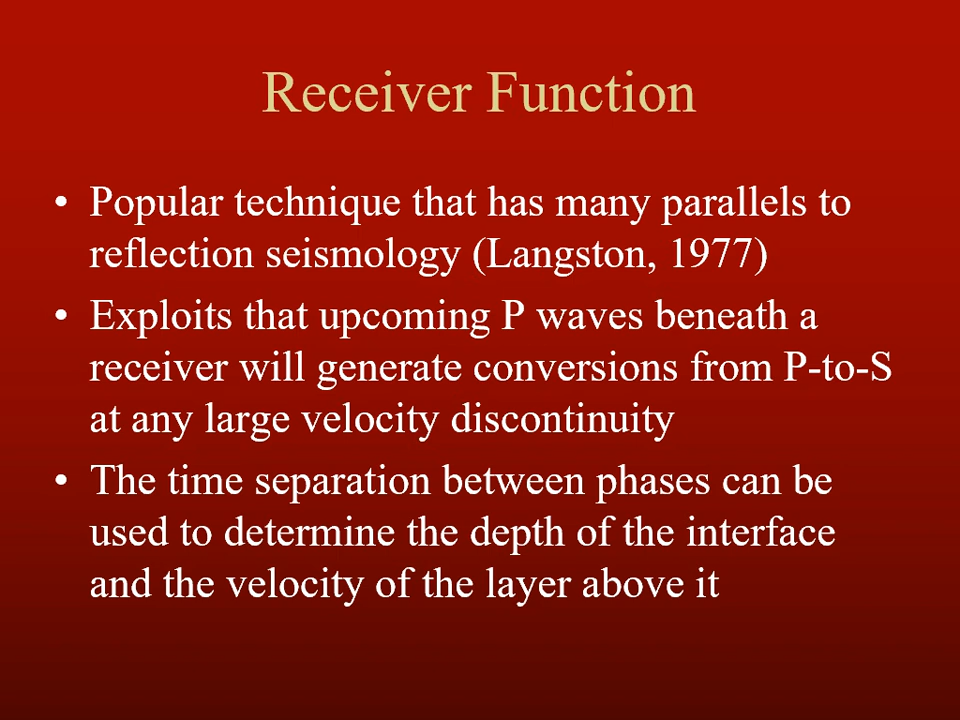 Receiver Function
• Popular technique that has many parallels to
reflection seismology (Langston, 1977)
• Exploits that upcoming P waves beneath a
receiver will generate conversions from P-to-S
at any large velocity discontinuity
• The time separation between phases can be
used to determine the depth of the interface
and the velocity of the layer above it